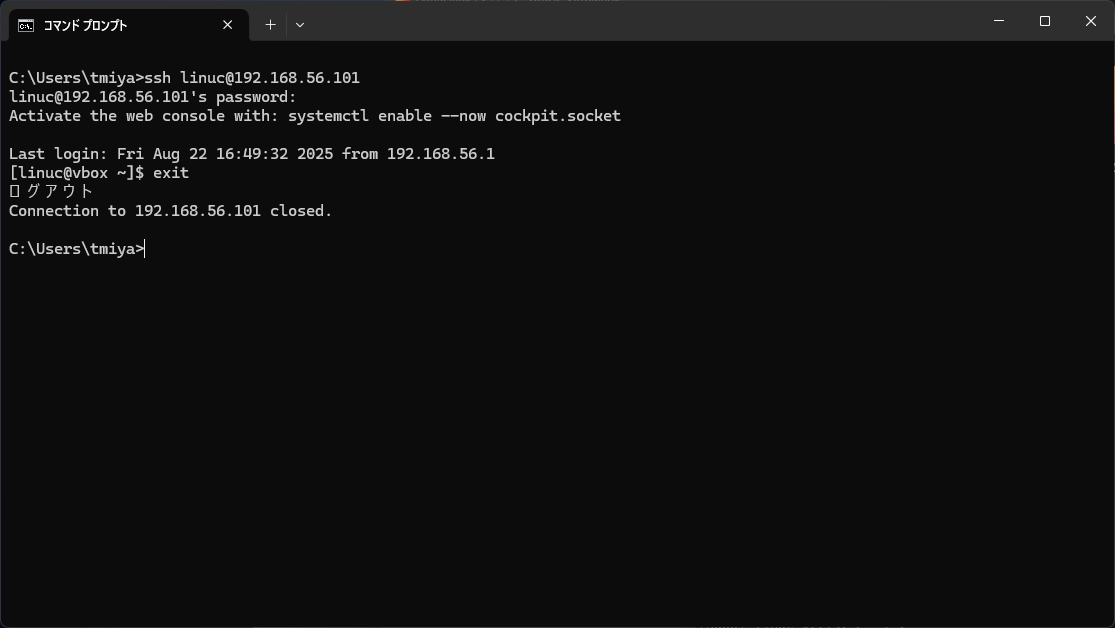 コマンド プロンプト
C:\Users\tmiya>ssh linuc@192.168.56.101
linuc@192.168.56.101's password:
Activate the web console with: systemctl enable --now cockpit.socket
Last login: Fri Aug 22 16:49:32 2025 from 192.168.56.1
[linuc@vbox ~]$ exit
ログアウト
Connection to 192.168.56.101 closed.
C:\Users\tmiya>